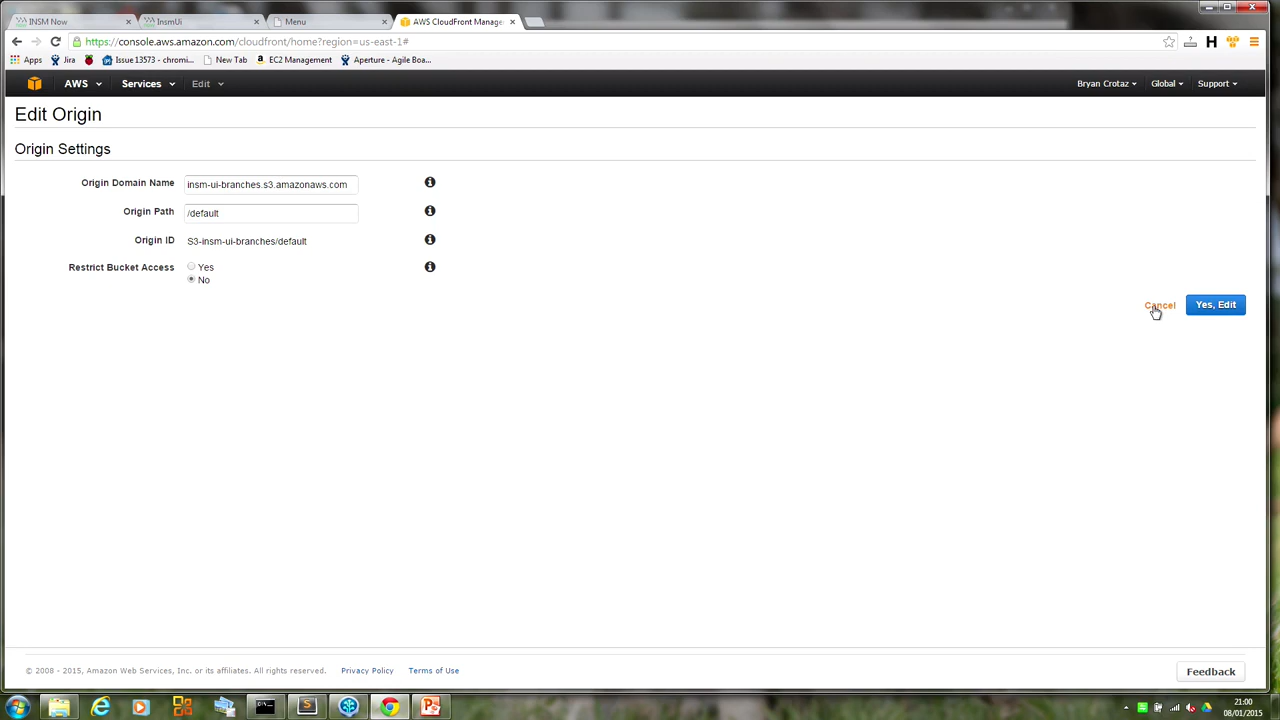 INSM Now
InsmUi
Menu
AWS CloudFront Manage
https://console.aws.amazon.com/cloudfront/home?region=us-east-1#
Apps
Jira
Issue 13573 - chromi...
New Tab
EC2 Management
Aperture - Agile Boa...
AWS
Services
Edit
Bryan Crotaz
Global
Support
Edit Origin
Origin Settings
Origin Domain Name
insm-ui-branches.s3.amazonaws.com
Origin Path
/default
Origin ID
S3-insm-ui-branches/default
Restrict Bucket Access
Yes
No
Cancel
Yes, Edit
© 2008 - 2015, Amazon Web Services, Inc. or its affiliates. All rights reserved.
Privacy Policy
Terms of Use
Feedback
21:00
08/01/2015